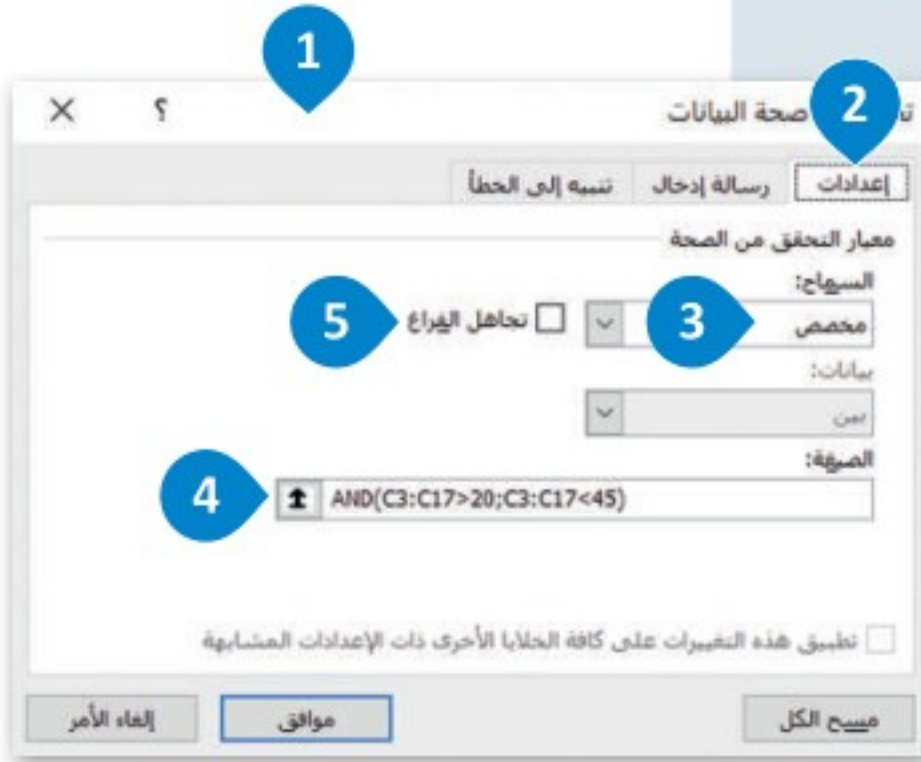 1
صحة البيانات
؟
2
إعدادات
رسالة إدخال
تنبيه إلى الخطأ
معيار التحقق من الصحة
السماح:
مخصص
3
تجاهل الفراغ
5
بيانات:
بين
الصيغة:
AND(C3:C17>20;C3:C17<45)
4
تطبيق هذه التغييرات على كافة الخلايا الأخرى ذات الإعدادات المشابهة
مسح الكل
موافق
إلغاء الأمر